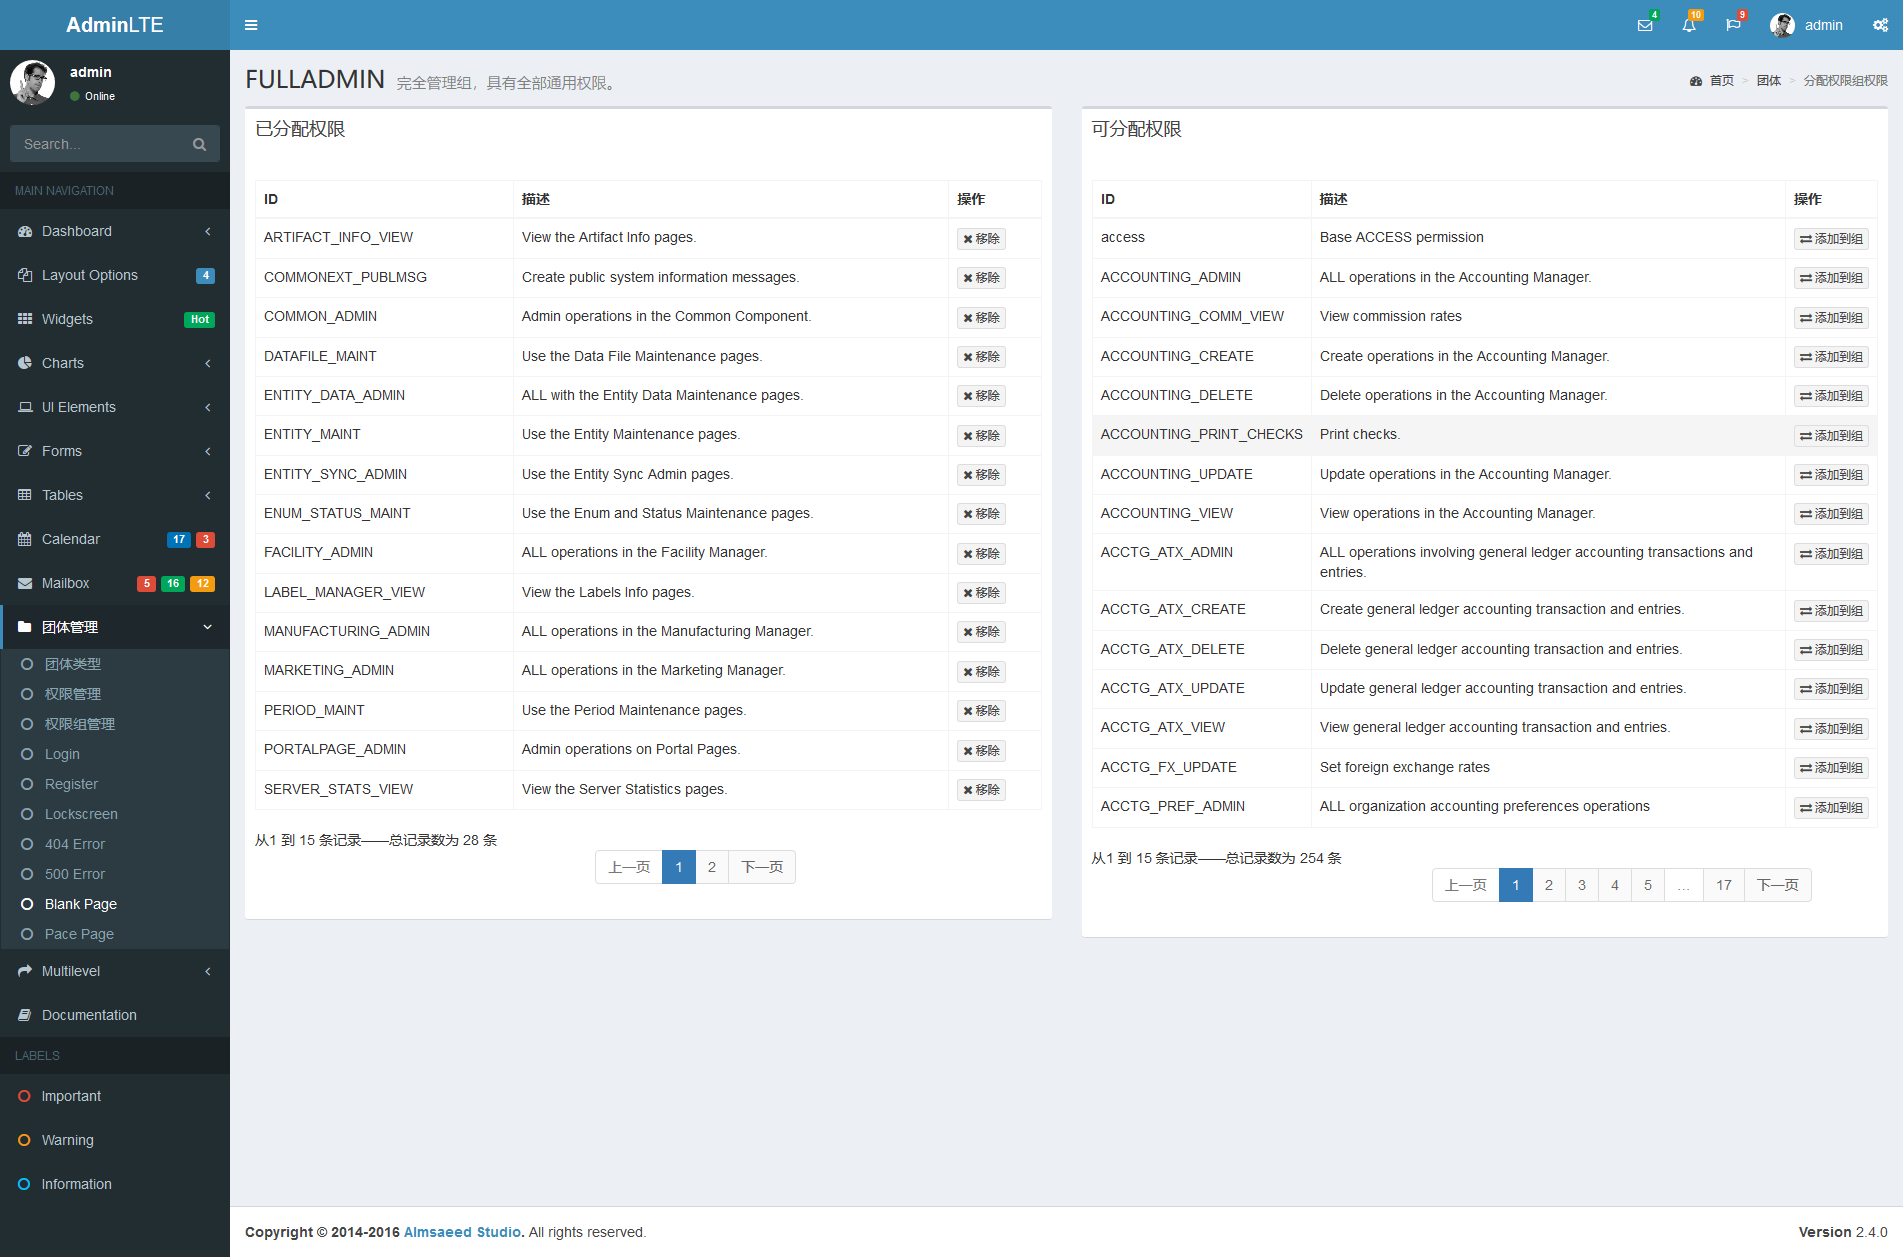 AdminLTE
4
10
9
admin
admin
Online
Search...
MAIN NAVIGATION
Dashboard
Layout Options 4
Widgets Hot
Charts
UI Elements
Forms
Tables
Calendar 17 3
Mailbox 5 16 12
团体管理
团体类型
权限管理
权限组管理
Login
Register
Lockscreen
404 Error
500 Error
Blank Page
Pace Page
Multilevel
Documentation
LABELS
Important
Warning
Information
FULLADMIN 完全管理组，具有全部通用权限。
首页 > 团体 > 分配权限组权限
已分配权限
ID 描述 操作
ARTIFACT_INFO_VIEW View the Artifact Info pages. 移除
COMMONEXT_PUBLMSG Create public system information messages. 移除
COMMON_ADMIN Admin operations in the Common Component. 移除
DATAFILE_MAINT Use the Data File Maintenance pages. 移除
ENTITY_DATA_ADMIN ALL with the Entity Data Maintenance pages. 移除
ENTITY_MAINT Use the Entity Maintenance pages. 移除
ENTITY_SYNC_ADMIN Use the Entity Sync Admin pages. 移除
ENUM_STATUS_MAINT Use the Enum and Status Maintenance pages. 移除
FACILITY_ADMIN ALL operations in the Facility Manager. 移除
LABEL_MANAGER_VIEW View the Labels Info pages. 移除
MANUFACTURING_ADMIN ALL operations in the Manufacturing Manager. 移除
MARKETING_ADMIN ALL operations in the Marketing Manager. 移除
PERIOD_MAINT Use the Period Maintenance pages. 移除
PORTALPAGE_ADMIN Admin operations on Portal Pages. 移除
SERVER_STATS_VIEW View the Server Statistics pages. 移除
从1 到 15 条记录——总记录数为 28 条
上一页 1 2 下一页
可分配权限
ID 描述 操作
access Base ACCESS permission 添加到组
ACCOUNTING_ADMIN ALL operations in the Accounting Manager. 添加到组
ACCOUNTING_COMM_VIEW View commission rates 添加到组
ACCOUNTING_CREATE Create operations in the Accounting Manager. 添加到组
ACCOUNTING_DELETE Delete operations in the Accounting Manager. 添加到组
ACCOUNTING_PRINT_CHECKS Print checks. 添加到组
ACCOUNTING_UPDATE Update operations in the Accounting Manager. 添加到组
ACCOUNTING_VIEW View operations in the Accounting Manager. 添加到组
ACCTG_ATX_ADMIN ALL operations involving general ledger accounting transactions and 添加到组
entries.
ACCTG_ATX_CREATE Create general ledger accounting transaction and entries. 添加到组
ACCTG_ATX_DELETE Delete general ledger accounting transaction and entries. 添加到组
ACCTG_ATX_UPDATE Update general ledger accounting transaction and entries. 添加到组
ACCTG_ATX_VIEW View general ledger accounting transaction and entries. 添加到组
ACCTG_FX_UPDATE Set foreign exchange rates 添加到组
ACCTG_PREF_ADMIN ALL organization accounting preferences operations 添加到组
从1 到 15 条记录——总记录数为 254 条
上一页 1 2 3 4 5 … 17 下一页
Copyright © 2014-2016 Almsaeed Studio. All rights reserved.
Version 2.4.0